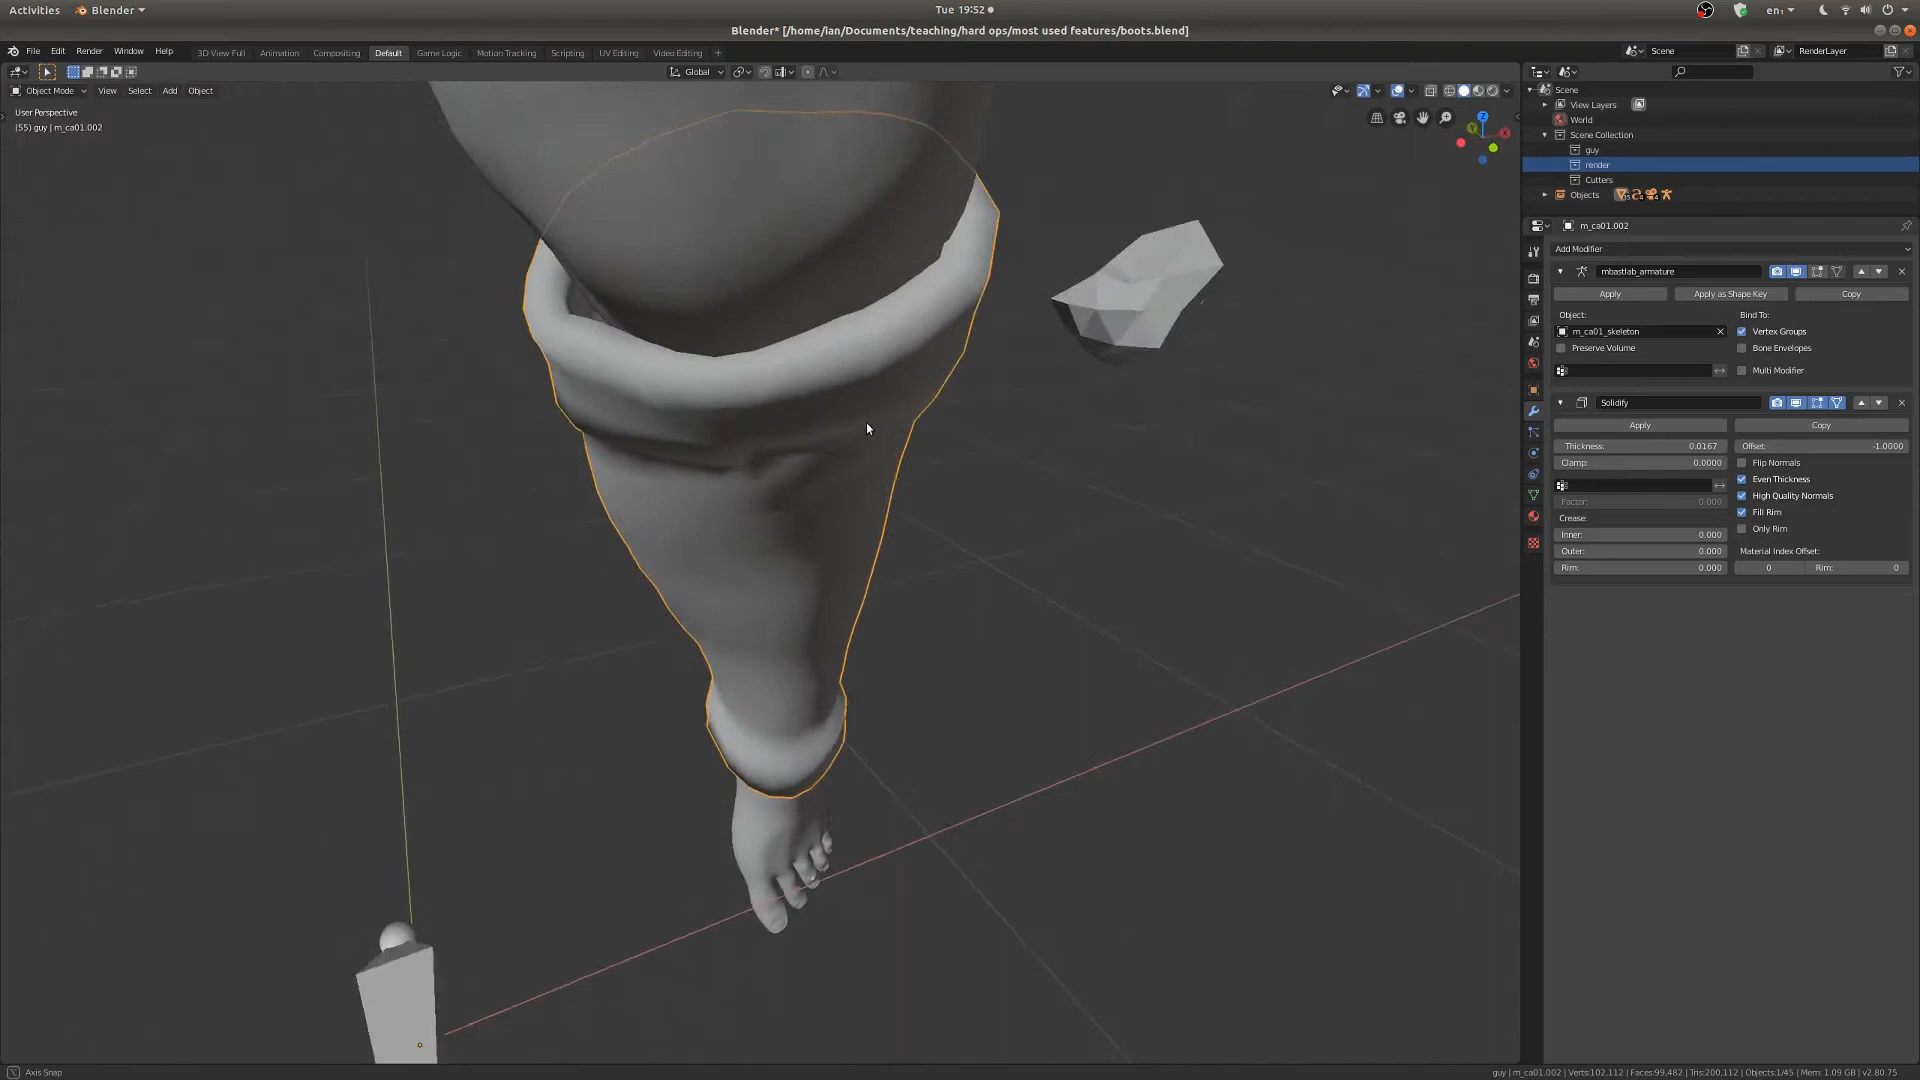 Activities Blender Tue 19:52 en₁
Blender* [/home/ian/Documents/teaching/hard ops/most used features/boots.blend]
File Edit Render Window Help 3D View Full Animation Compositing Default Game Logic Motion Tracking Scripting UV Editing Video Editing + Scene RenderLayer
Global
Object Mode View Select Add Object
User Perspective
(55) guy | m_ca01.002
Z
Y
X
Scene
View Layers
World
Scene Collection
guy
render
Cutters
Objects
m_ca01.002
Add Modifier
mbastlab_armature
Apply Apply as Shape Key Copy
Object: Bind To:
m_ca01_skeleton Vertex Groups
Preserve Volume Bone Envelopes
Multi Modifier
Solidify
Apply Copy
Thickness: 0.0167 Offset: -1.0000
Clamp: 0.0000 Flip Normals
Even Thickness
High Quality Normals
Factor: 0.000 Fill Rim
Crease: Only Rim
Inner: 0.000
Outer: 0.000 Material Index Offset:
Rim: 0.000 0 Rim: 0
Axis Snap guy | m_ca01.002 | Verts:102,112 | Faces:99,482 | Tris:200,112 | Objects:1/45 | Mem: 1.09 GB | v2.80.75